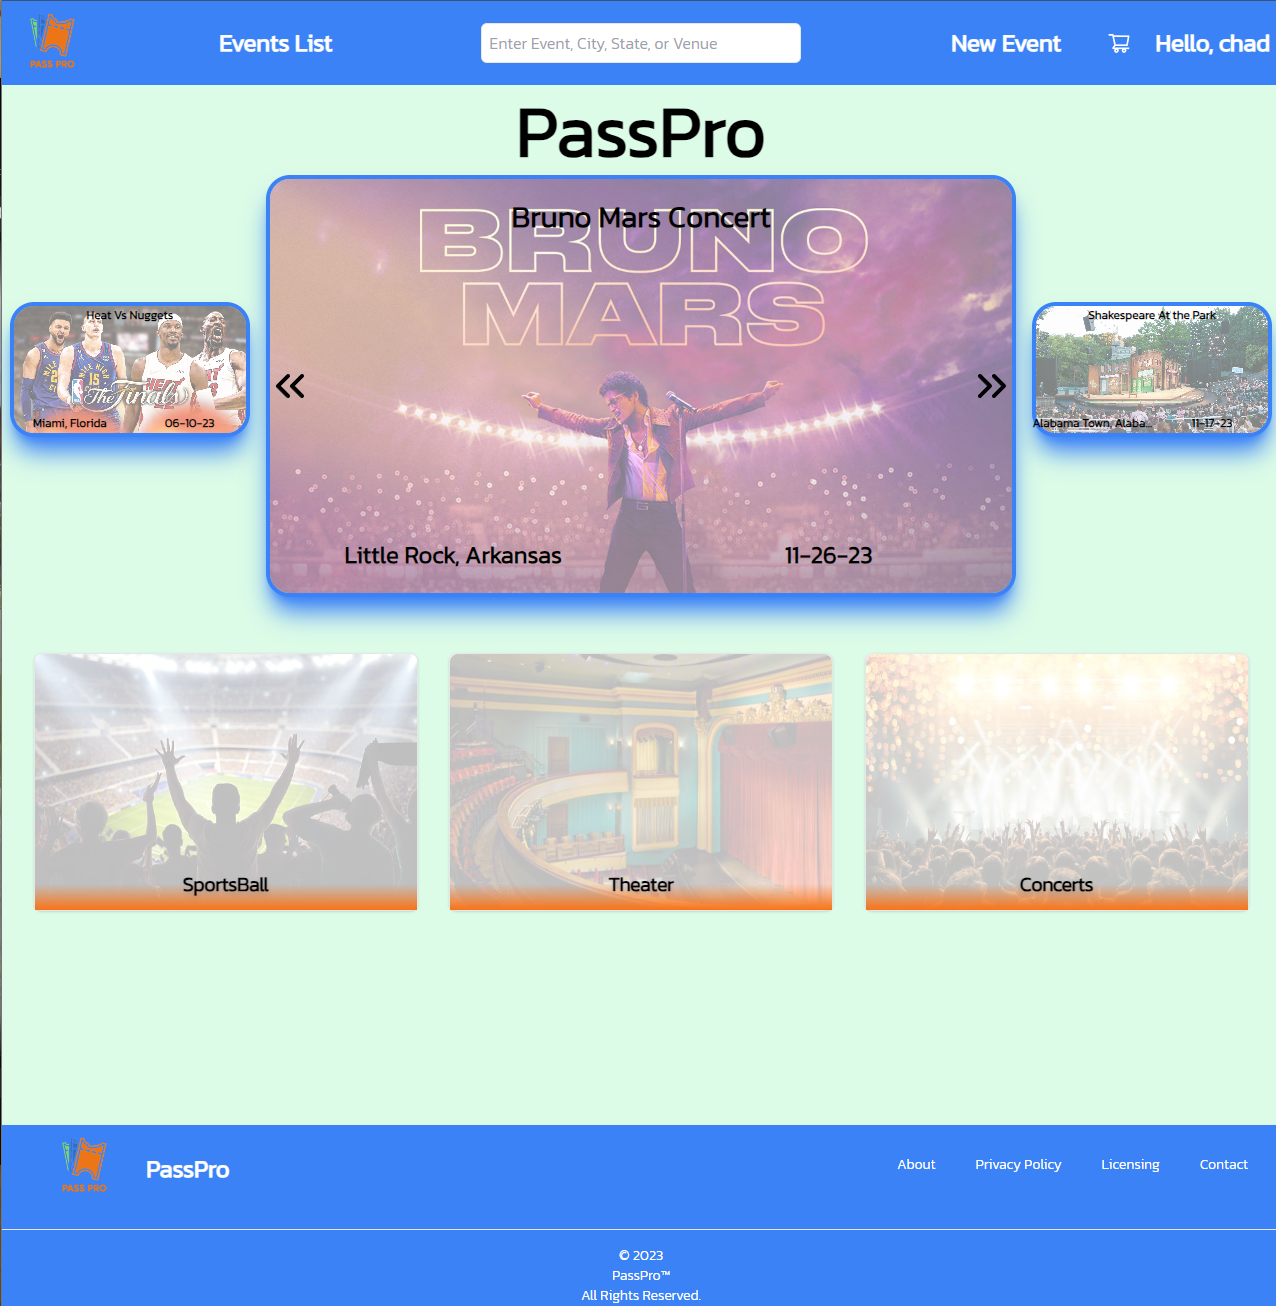 PASS PRO
Events List
Enter Event, City, State, or Venue
New Event
Hello, chad
PassPro
Heat Vs Nuggets
The Finals
Miami, Florida
06-10-23
Bruno Mars Concert
BRUNO
MARS
Little Rock, Arkansas
11-26-23
Shakespeare At the Park
Alabama Town, Alaba...
11-17-23
SportsBall
Theater
Concerts
PASS PRO
PassPro
About
Privacy Policy
Licensing
Contact
© 2023
PassPro™
All Rights Reserved.